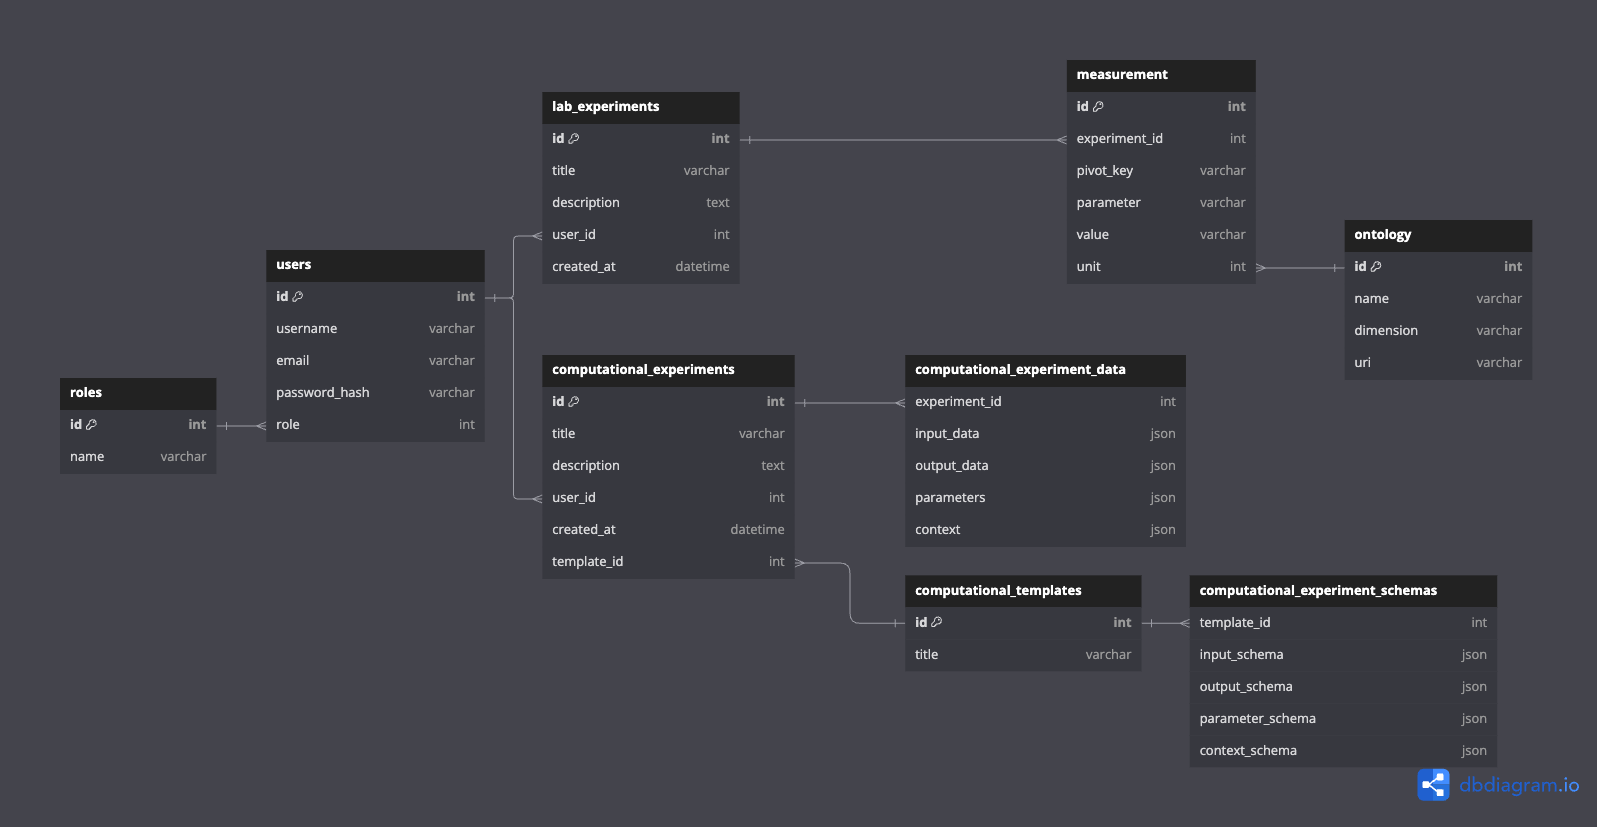 lab_experiments
id int
title varchar
description text
user_id int
created_at datetime
measurement
id int
experiment_id int
pivot_key varchar
parameter varchar
value varchar
unit int
ontology
id int
name varchar
dimension varchar
uri varchar
users
id int
username varchar
email varchar
password_hash varchar
role int
roles
id int
name varchar
computational_experiments
id int
title varchar
description text
user_id int
created_at datetime
template_id int
computational_experiment_data
experiment_id int
input_data json
output_data json
parameters json
context json
computational_templates
id int
title varchar
computational_experiment_schemas
template_id int
input_schema json
output_schema json
parameter_schema json
context_schema json
dbdiagram.io